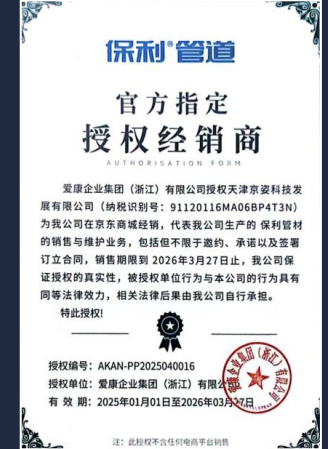 保利®管道
官方指定
授权经销商
AUTHORISATION FORM
爱康企业集团（浙江）有限公司授权天津京姿科技发
展有限公司（纳税识别号：91120116MA06BP4T3N）
为我公司在京东商城经销，代表我公司生产的 保利管材
的销售与维护业务，包括但不限于邀约、承诺以及签署
订立合同，销售期限到 2026年3月27日止，我公司保
证授权的真实性，被授权单位行为与本公司的行为具有
同等法律效力，相关法律后果由我公司自行承担。
特此授权!
授权编号：AKAN-PP2025040016
授权单位：爱康企业集团（浙江）有限公司
有 效 期：2025年01月01日至2026年03月27日
注：此授权不含任何电商平台销售